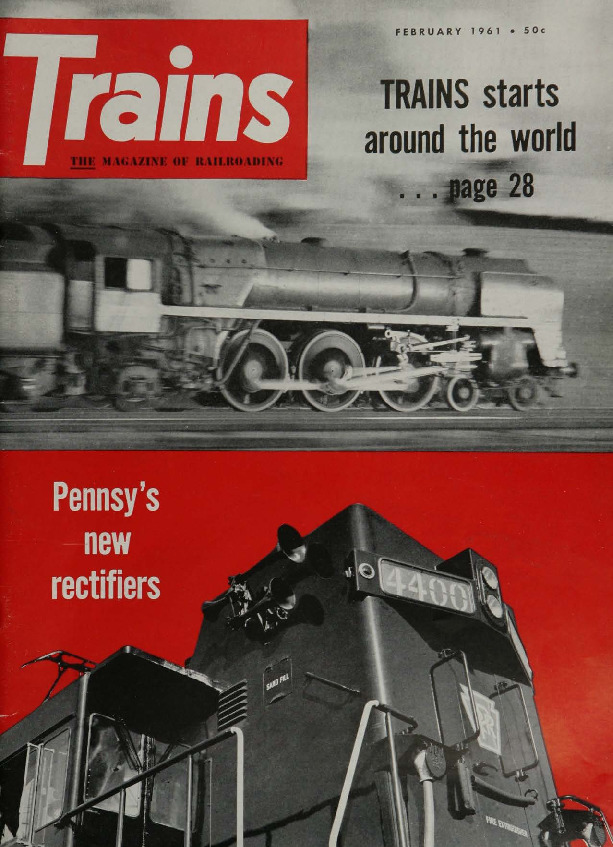 FEBRUARY 1961 • 50c
Trains
THE MAGAZINE OF RAILROADING
TRAINS starts
around the world
. . . page 28
Pennsy's
new
rectifiers
4400
SAND FILL
PRR
FIRE EXTINGUISHER